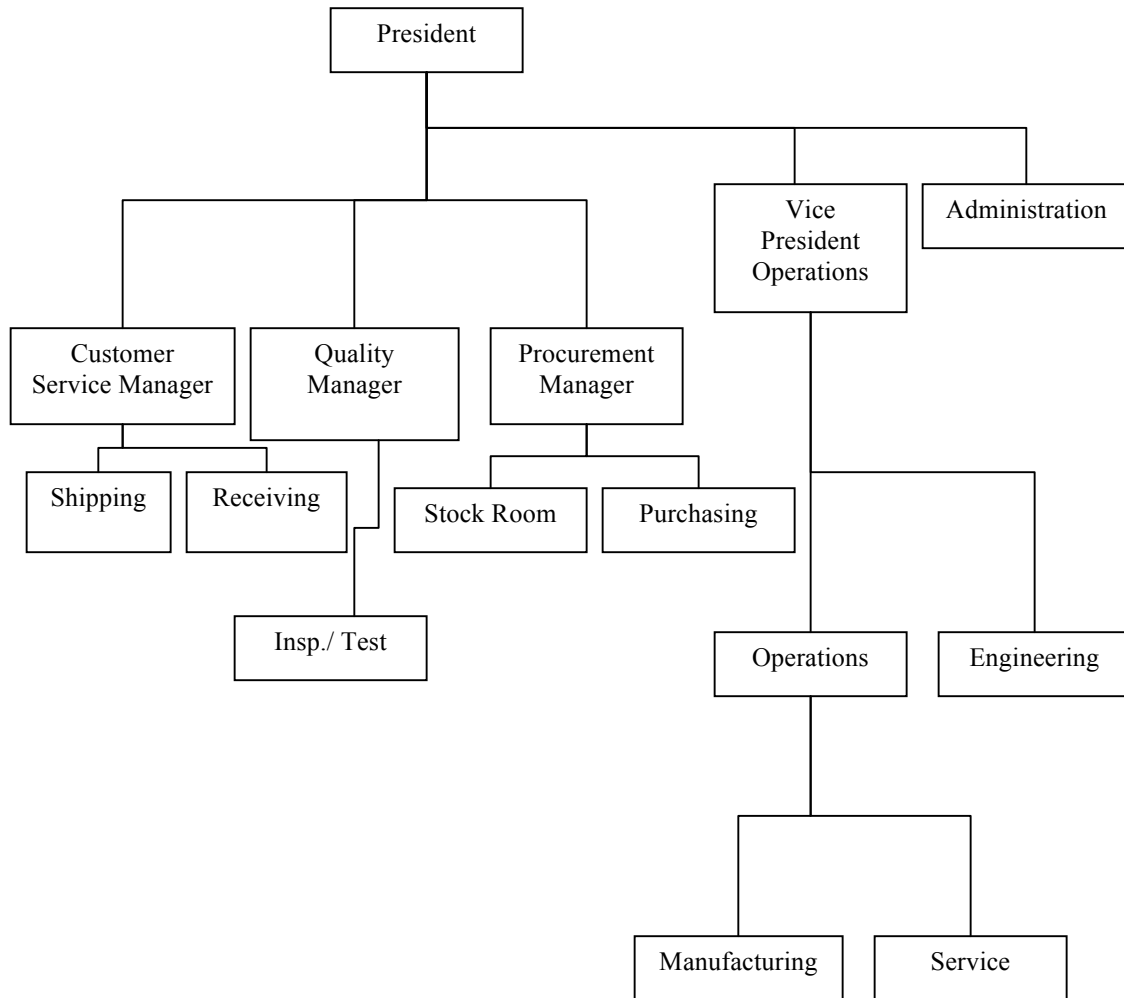 President
Vice
President
Operations
Administration
Customer
Service Manager
Quality
Manager
Procurement
Manager
Shipping
Receiving
Stock Room
Purchasing
Insp./ Test
Operations
Engineering
Manufacturing
Service